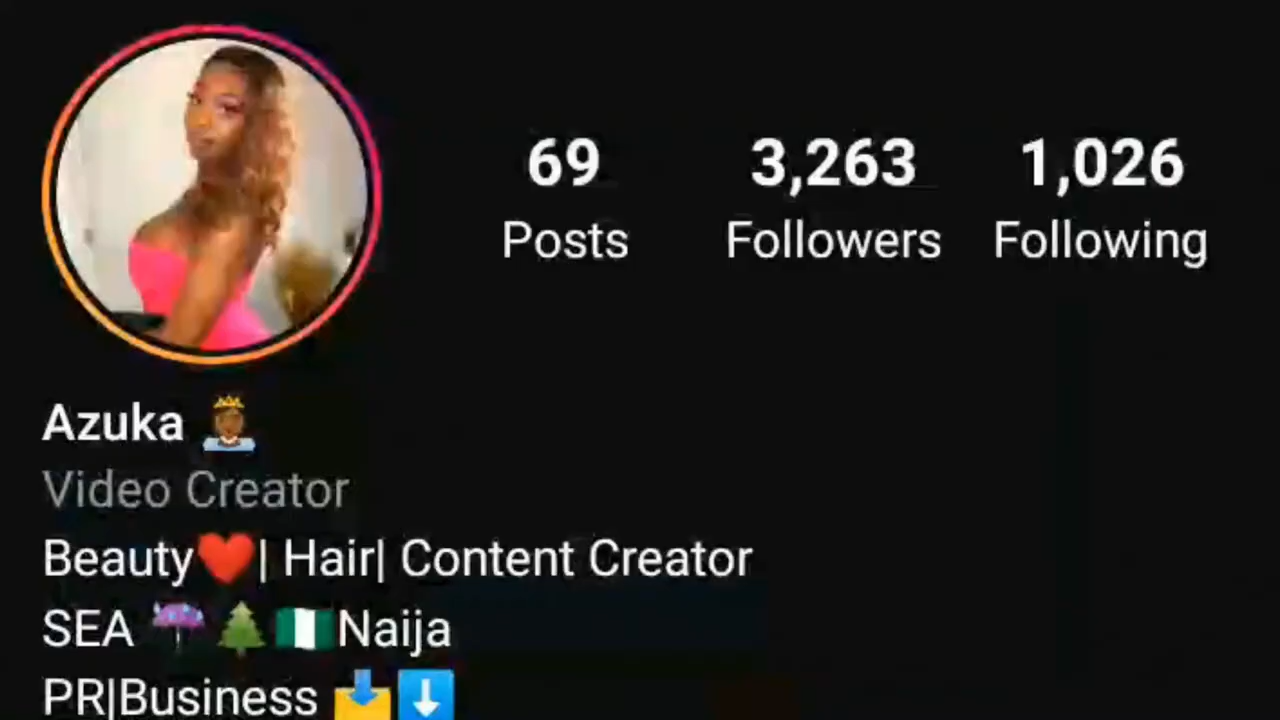 69 3,263 1,026
Posts Followers Following
Azuka 👸🏾
Video Creator
Beauty❤️| Hair| Content Creator
SEA ☔🌲🇳🇬Naija
PR|Business 📩⬇️